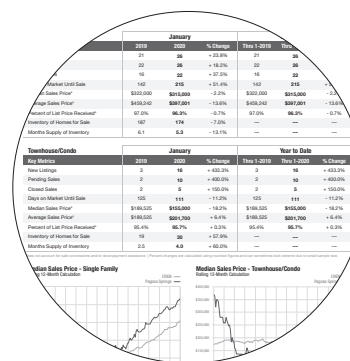 January
2019 2020 % Change Thru 1-2019
21 26 + 23.8% 21 26
22 26 + 18.2% 22 26
16 22 + 37.5% 16 22
Market Until Sale 142 215 + 51.4% 142 215
Sales Price* $322,000 $315,000 - 2.2% $322,000 $315,000
Sales Price* $459,242 $397,001 - 13.6% $459,242 $397,001 - 13.6%
Percent of List Price Received* 97.0% 96.3% - 0.7% 97.0% 96.3% - 0.7%
Inventory of Homes for Sale 187 174 - 7.0% — — —
Months Supply of Inventory 6.1 5.3 - 13.1% — — —
Townhouse/Condo January Year to Date
Key Metrics 2019 2020 % Change Thru 1-2019 Thru 1-2020 % Change
New Listings 3 16 + 433.3% 3 16 + 433.3%
Pending Sales 2 10 + 400.0% 2 10 + 400.0%
Closed Sales 2 5 + 150.0% 2 5 + 150.0%
Days on Market Until Sale 125 111 - 11.2% 125 111 - 11.2%
Median Sales Price* $189,525 $155,000 - 18.2% $189,525 $155,000 - 18.2%
Average Sales Price* $189,525 $201,700 + 6.4% $189,525 $201,700 + 6.4%
Percent of List Price Received* 95.4% 95.7% + 0.3% 95.4% 95.7% + 0.3%
Inventory of Homes for Sale 19 30 + 57.9% — — —
Months Supply of Inventory 2.5 4.0 + 60.0% — — —
Sales Price - Single Family Median Sales Price - Townhouse/Condo
12-Month Calculation Rolling 12-Month Calculation